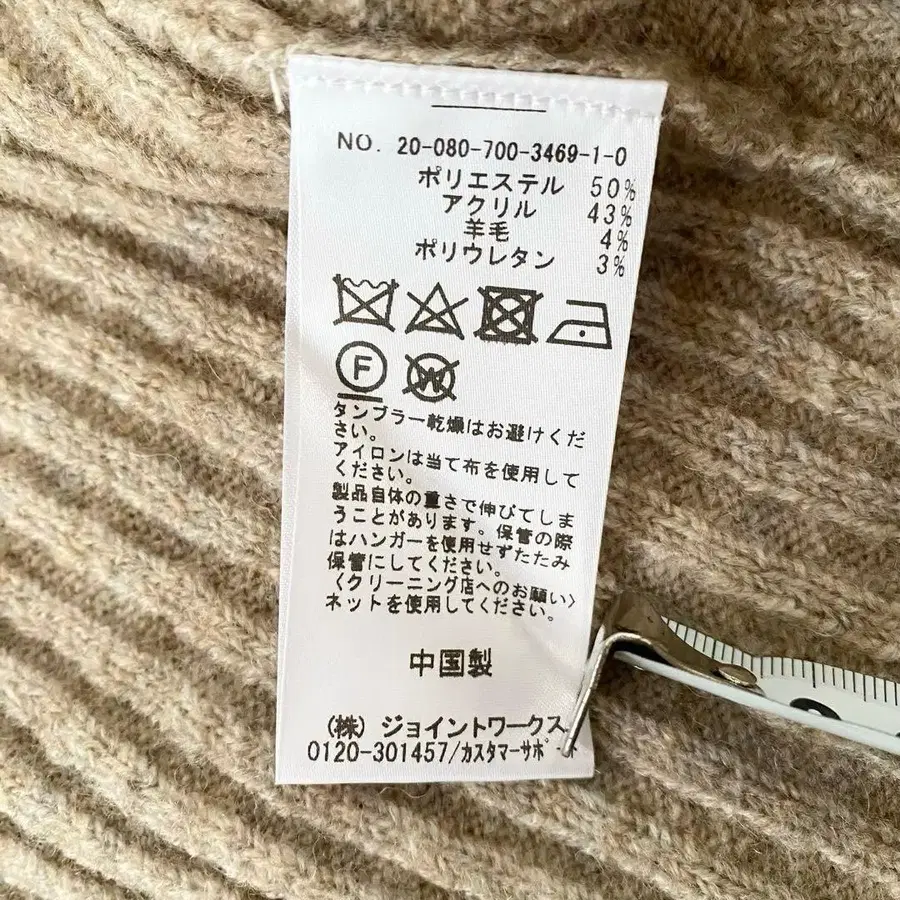 NO. 20-080-700-3469-1-0
ポリエステル 50%
アクリル 43%
羊毛 4%
ポリウレタン 3%
F
W
タンブラー乾燥はお避けくだ
さい。
アイロンは当て布を使用して
ください。
製品自体の重さで伸びてしま
うことがあります。保管の際
はハンガーを使用せずたたみ
保管にしてください。
〈クリーニング店へのお願い〉
ネットを使用してください。
中国製
(株) ジョイントワークス
0120-301457/カスタマーサポート